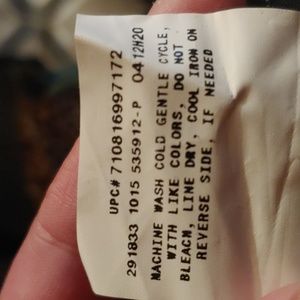 UPC# 710816997172
291833 1015 535912-P 0412H20
MACHINE WASH COLD GENTLE CYCLE,
WITH LIKE COLORS, DO NOT
BLEACH, LINE DRY, COOL IRON ON
REVERSE SIDE, IF NEEDED